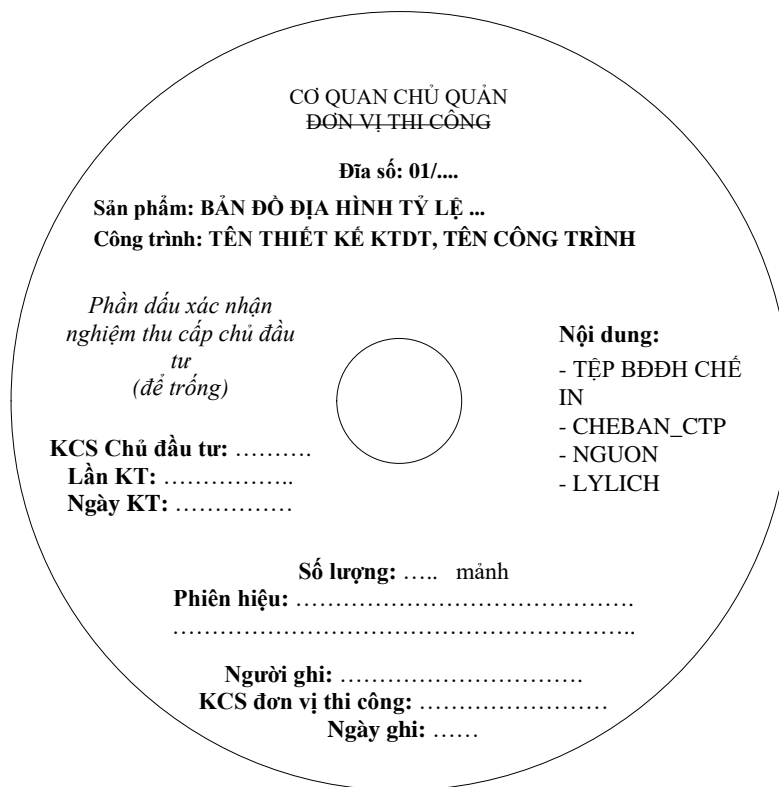 CƠ QUAN CHỦ QUẢN
ĐƠN VỊ THI CÔNG
Đĩa số: 01/....
Sản phẩm: BẢN ĐỒ ĐỊA HÌNH TỶ LỆ ...
Công trình: TÊN THIẾT KẾ KTDT, TÊN CÔNG TRÌNH
Phần dấu xác nhận
nghiệm thu cấp chủ đầu
tư
(để trống)
KCS Chủ đầu tư: ……….
Lần KT: ……………..
Ngày KT: ……………
Nội dung:
- TỆP BĐĐH CHẾ
IN
- CHEBAN_CTP
- NGUON
- LYLICH
Số lượng: ….. mảnh
Phiên hiệu: …………………………………………….
……………………………………………………………..
Người ghi: ……………………………….
KCS đơn vị thi công: ……………………….
Ngày ghi: ……